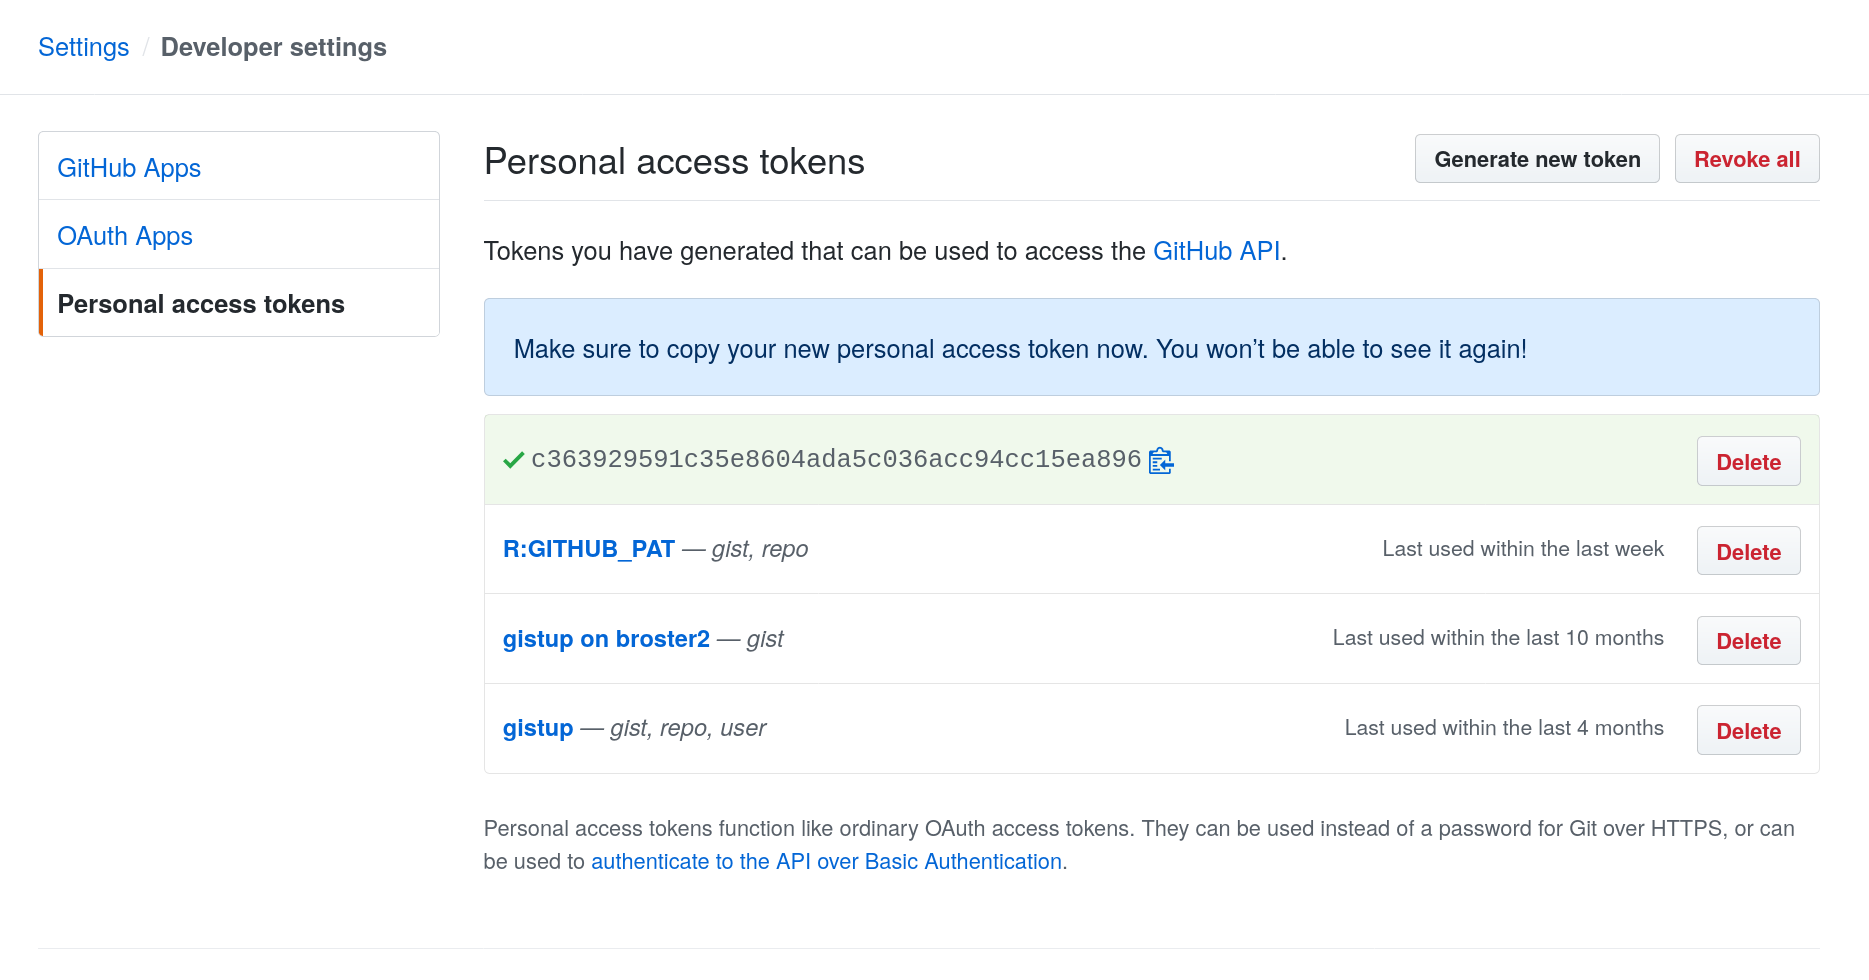 Settings / Developer settings
GitHub Apps
OAuth Apps
Personal access tokens
Personal access tokens
Generate new token
Revoke all
Tokens you have generated that can be used to access the GitHub API.
Make sure to copy your new personal access token now. You won’t be able to see it again!
c363929591c35e8604ada5c036acc94cc15ea896
Delete
R:GITHUB_PAT — gist, repo
Last used within the last week
Delete
gistup on broster2 — gist
Last used within the last 10 months
Delete
gistup — gist, repo, user
Last used within the last 4 months
Delete
Personal access tokens function like ordinary OAuth access tokens. They can be used instead of a password for Git over HTTPS, or can
be used to authenticate to the API over Basic Authentication.